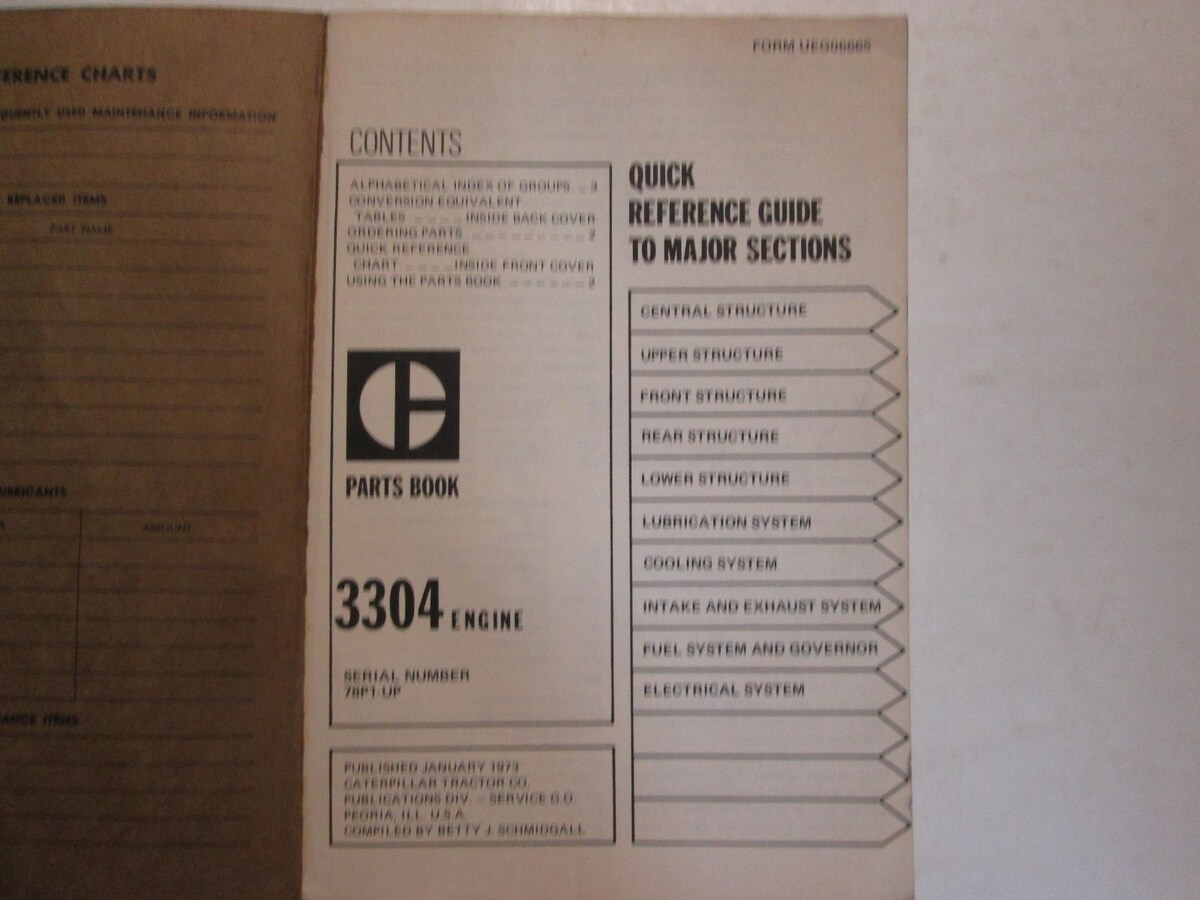 ERENCE CHARTS
QUENTLY USED MAINTENANCE INFORMATION
REPLACED ITEMS
PART NAME
UBRICANTS
AMOUNT
ANCE ITEMS
CONTENTS
ALPHABETICAL INDEX OF GROUPS _ 3
CONVERSION EQUIVALENT
TABLES _ _ _ _ INSIDE BACK COVER
ORDERING PARTS _ _ _ _ _ _ _ _ _ 2
QUICK REFERENCE
CHART _ _ _ _ INSIDE FRONT COVER
USING THE PARTS BOOK _ _ _ _ _ _ 2
PARTS BOOK
3304 ENGINE
SERIAL NUMBER
78P1-UP
PUBLISHED JANUARY 1973
CATERPILLAR TRACTOR CO.
PUBLICATIONS DIV. – SERVICE G.O.
PEORIA, ILL. U.S.A.
COMPILED BY BETTY J. SCHMIDGALL
FORM
QUICK
REFERENCE GUIDE
TO MAJOR SECTIONS
CENTRAL STRUCTURE
UPPER STRUCTURE
FRONT STRUCTURE
REAR STRUCTURE
LOWER STRUCTURE
LUBRICATION SYSTEM
COOLING SYSTEM
INTAKE AND EXHAUST SYSTEM
FUEL SYSTEM AND GOVERNOR
ELECTRICAL SYSTEM